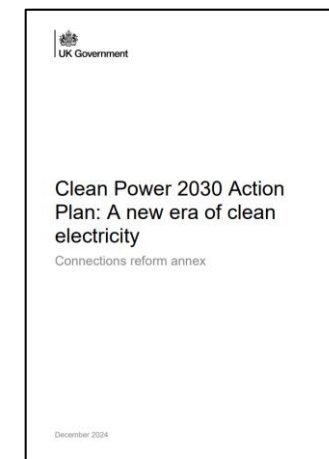 UK Government
Clean Power 2030 Action
Plan: A new era of clean
electricity
Connections reform annex
December 2024